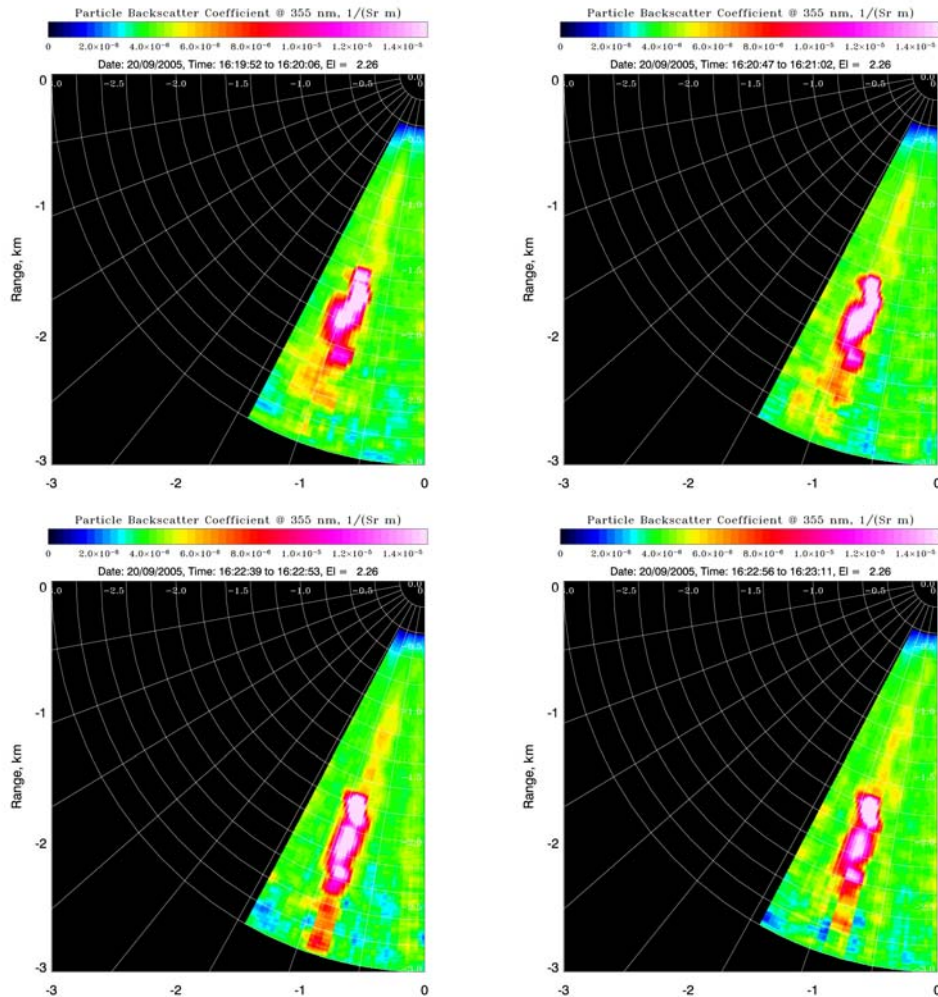 Particle Backscatter Coefficient @ 355 nm, 1/(Sr m)
0 2.0×10⁻⁶ 4.0×10⁻⁶ 6.0×10⁻⁶ 8.0×10⁻⁶ 1.0×10⁻⁵ 1.2×10⁻⁵ 1.4×10⁻⁵
Date: 20/09/2005, Time: 16:19:52 to 16:20:06, El = 2.26
0 .0 -2.5 -2.0 -1.5 -1.0 -0.5 0.0
-1
Range, km
-2
-3
-3 -2 -1 0
Particle Backscatter Coefficient @ 355 nm, 1/(Sr m)
0 2.0×10⁻⁶ 4.0×10⁻⁶ 6.0×10⁻⁶ 8.0×10⁻⁶ 1.0×10⁻⁵ 1.2×10⁻⁵ 1.4×10⁻⁵
Date: 20/09/2005, Time: 16:20:47 to 16:21:02, El = 2.26
0 .0 -2.5 -2.0 -1.5 -1.0 -0.5 0.0
-1
Range, km
-2
-3
-3 -2 -1 0
Particle Backscatter Coefficient @ 355 nm, 1/(Sr m)
0 2.0×10⁻⁶ 4.0×10⁻⁶ 6.0×10⁻⁶ 8.0×10⁻⁶ 1.0×10⁻⁵ 1.2×10⁻⁵ 1.4×10⁻⁵
Date: 20/09/2005, Time: 16:22:39 to 16:22:53, El = 2.26
0 .0 -2.5 -2.0 -1.5 -1.0 -0.5 0.0
-1
Range, km
-2
-3
-3 -2 -1 0
Particle Backscatter Coefficient @ 355 nm, 1/(Sr m)
0 2.0×10⁻⁶ 4.0×10⁻⁶ 6.0×10⁻⁶ 8.0×10⁻⁶ 1.0×10⁻⁵ 1.2×10⁻⁵ 1.4×10⁻⁵
Date: 20/09/2005, Time: 16:22:56 to 16:23:11, El = 2.26
0 .0 -2.5 -2.0 -1.5 -1.0 -0.5 0.0
-1
Range, km
-2
-3
-3 -2 -1 0